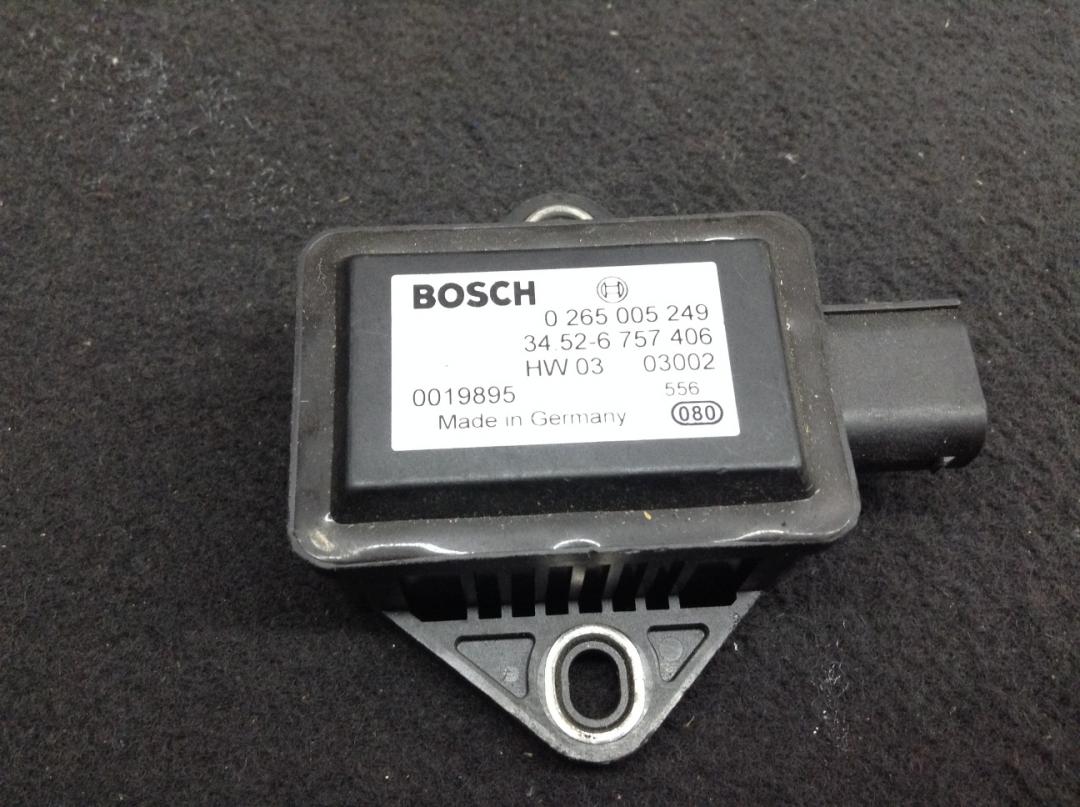 BOSCH
0 265 005 249
34.52-6 757 406
HW 03 03002
0019895 556
Made in Germany 080